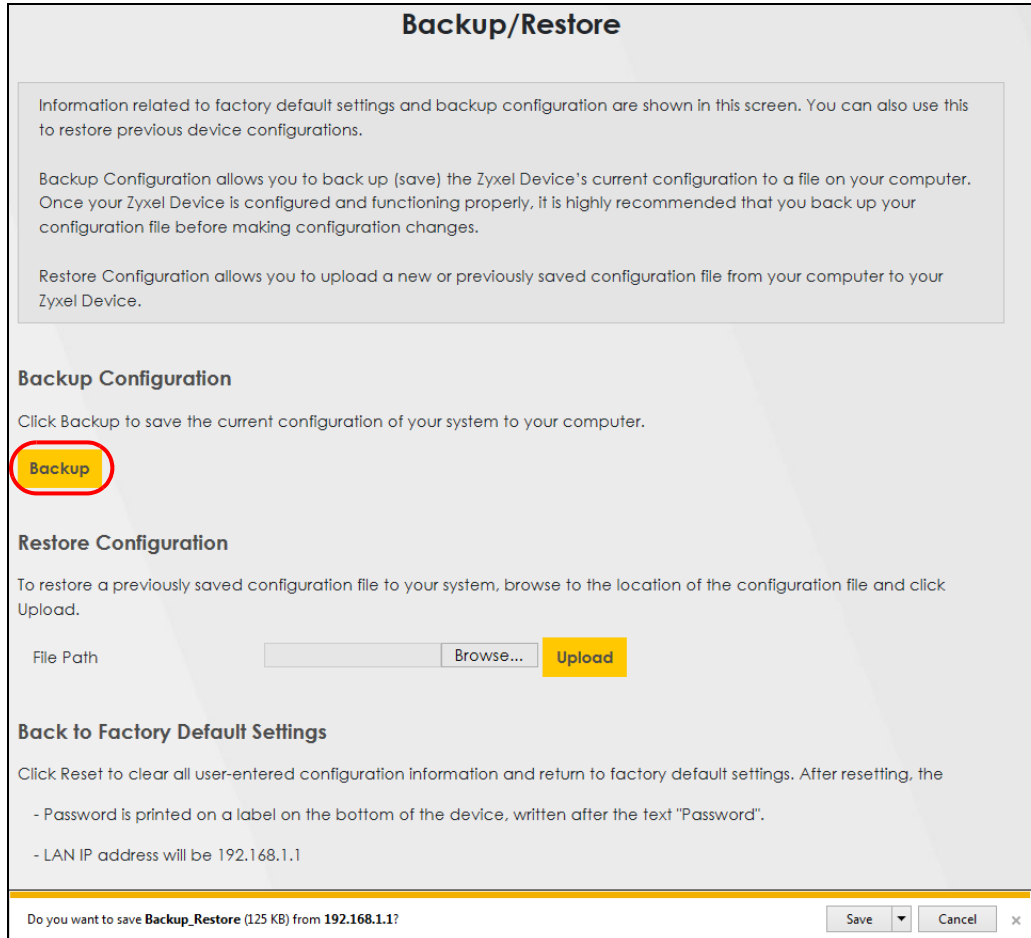 Backup/Restore
Information related to factory default settings and backup configuration are shown in this screen. You can also use this
to restore previous device configurations.
Backup Configuration allows you to back up (save) the Zyxel Device's current configuration to a file on your computer.
Once your Zyxel Device is configured and functioning properly, it is highly recommended that you back up your
configuration file before making configuration changes.
Restore Configuration allows you to upload a new or previously saved configuration file from your computer to your
Zyxel Device.
Backup Configuration
Click Backup to save the current configuration of your system to your computer.
Backup
Restore Configuration
To restore a previously saved configuration file to your system, browse to the location of the configuration file and click
Upload.
File Path Browse... Upload
Back to Factory Default Settings
Click Reset to clear all user-entered configuration information and return to factory default settings. After resetting, the
- Password is printed on a label on the bottom of the device, written after the text "Password".
- LAN IP address will be 192.168.1.1
Do you want to save Backup_Restore (125 KB) from 192.168.1.1? Save Cancel